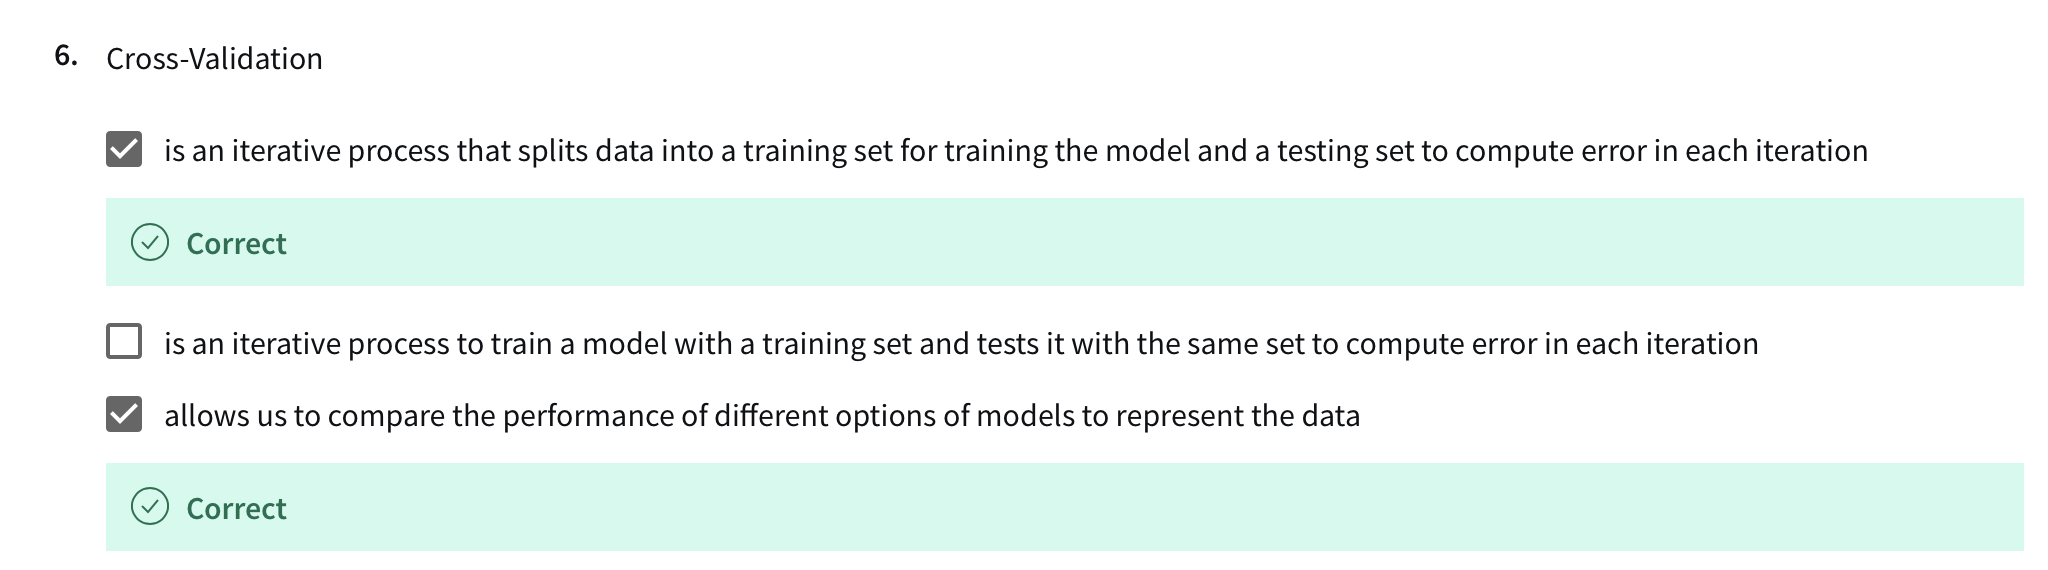 6. Cross-Validation
is an iterative process that splits data into a training set for training the model and a testing set to compute error in each iteration
Correct
is an iterative process to train a model with a training set and tests it with the same set to compute error in each iteration
allows us to compare the performance of different options of models to represent the data
Correct